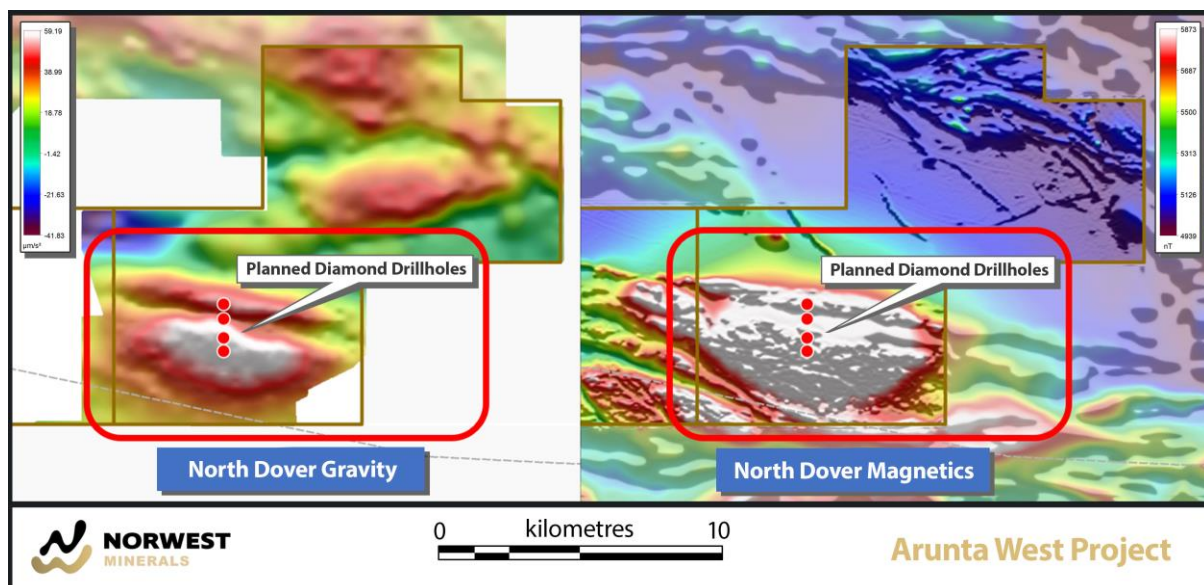 59.19
38.99
18.78
-1.42
-21.63
-41.83
µm/s²
Planned Diamond Drillholes
North Dover Gravity
5873
5687
5500
5313
5126
4939
nT
Planned Diamond Drillholes
North Dover Magnetics
NORWEST
MINERALS
0 kilometres 10
Arunta West Project